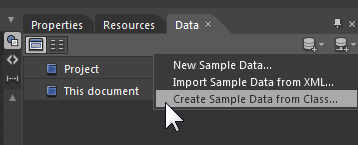 Properties Resources Data
Project
This document
New Sample Data...
Import Sample Data from XML...
Create Sample Data from Class...